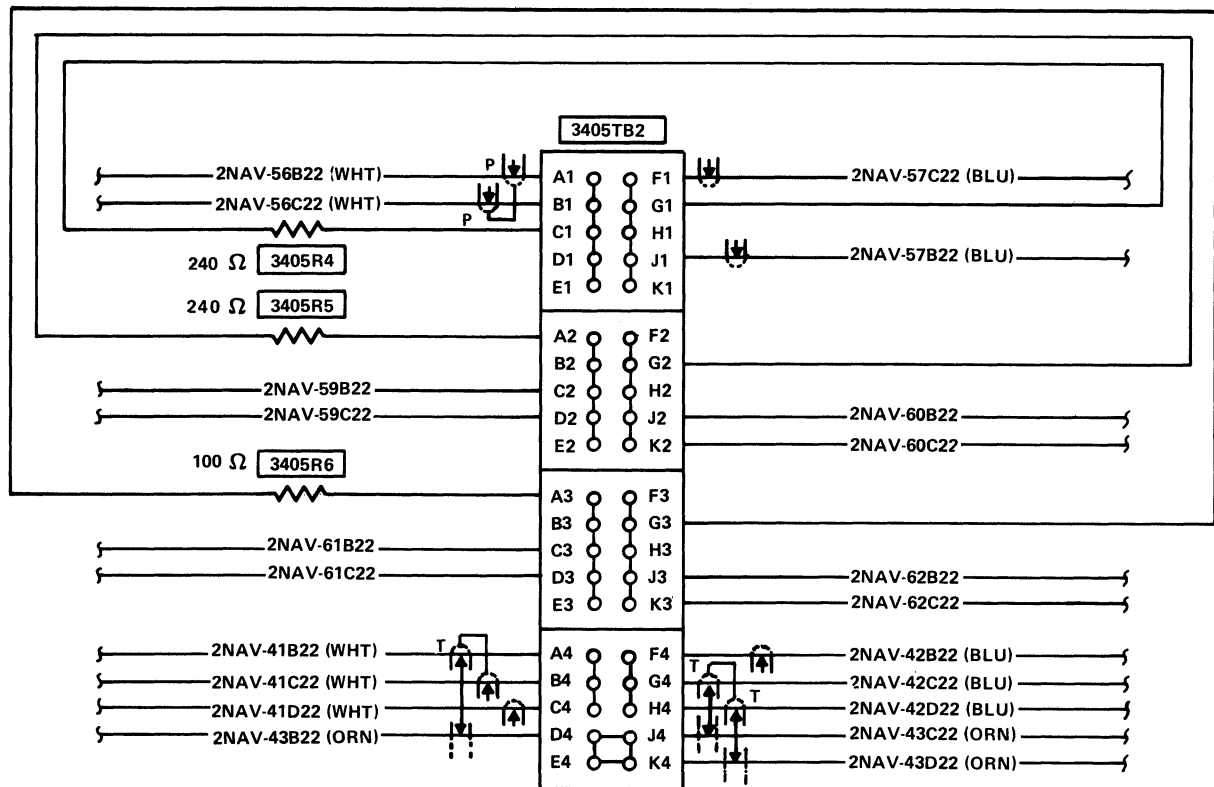 3405TB2
2NAV-56B22 (WHT) P A1 F1 2NAV-57C22 (BLU)
2NAV-56C22 (WHT) P B1 G1
C1 H1
240 Ω 3405R4 D1 J1 2NAV-57B22 (BLU)
E1 K1
240 Ω 3405R5
A2 F2
B2 G2
2NAV-59B22 C2 H2
2NAV-59C22 D2 J2 2NAV-60B22
E2 K2 2NAV-60C22
100 Ω 3405R6
A3 F3
B3 G3
2NAV-61B22 C3 H3
2NAV-61C22 D3 J3 2NAV-62B22
E3 K3 2NAV-62C22
2NAV-41B22 (WHT) T A4 F4 T 2NAV-42B22 (BLU)
2NAV-41C22 (WHT) B4 G4 T 2NAV-42C22 (BLU)
2NAV-41D22 (WHT) C4 H4 2NAV-42D22 (BLU)
2NAV-43B22 (ORN) D4 J4 2NAV-43C22 (ORN)
E4 K4 2NAV-43D22 (ORN)